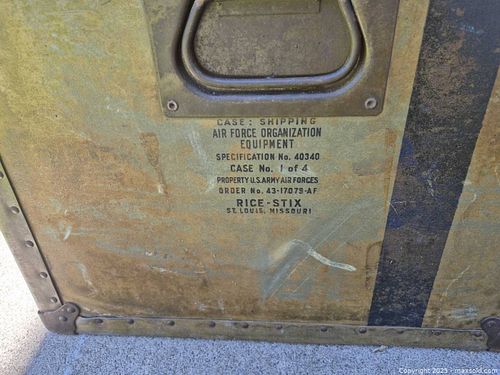 CASE: SHIPPING
AIR FORCE ORGANIZATION
EQUIPMENT
SPECIFICATION No. 40340
CASE No. 1 of 4
PROPERTY U.S. ARMY AIR FORCES
ORDER No. 43-17079-AF
RICE-STIX
ST. LOUIS, MISSOURI
Copyright 2023 - maxsold.com